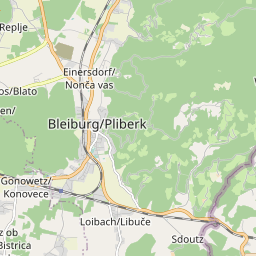 Replje
Einersdorf/
Nonča vas
os/Blato
en/
Bleiburg/Pliberk
Gonowetz/
Konovece
Loibach/Libuče
Sdoutz
z ob
Bistrica